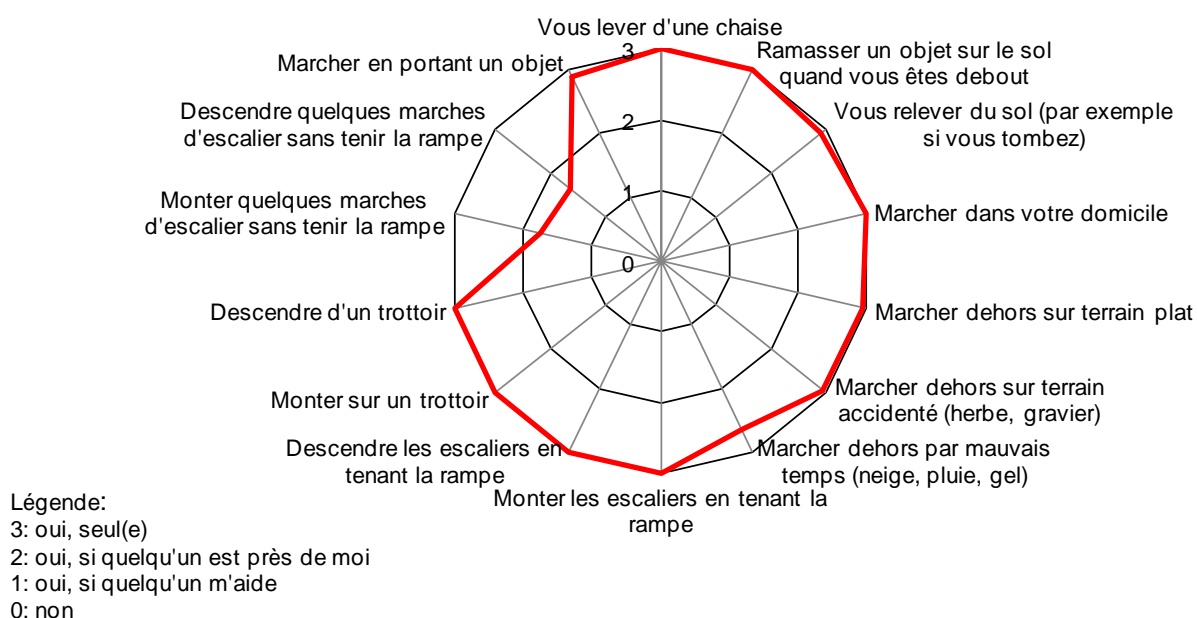 Vous lever d'une chaise
Ramasser un objet sur le sol
quand vous êtes debout
Vous relever du sol (par exemple
si vous tombez)
Marcher dans votre domicile
Marcher dehors sur terrain plat
Marcher dehors sur terrain
accidenté (herbe, gravier)
Marcher dehors par mauvais
temps (neige, pluie, gel)
Monter les escaliers en tenant la
rampe
Descendre les escaliers en
tenant la rampe
Monter sur un trottoir
Descendre d'un trottoir
Monter quelques marches
d'escalier sans tenir la rampe
Descendre quelques marches
d'escalier sans tenir la rampe
Marcher en portant un objet
3
2
1
0
Légende:
3: oui, seul(e)
2: oui, si quelqu'un est près de moi
1: oui, si quelqu'un m'aide
0: non